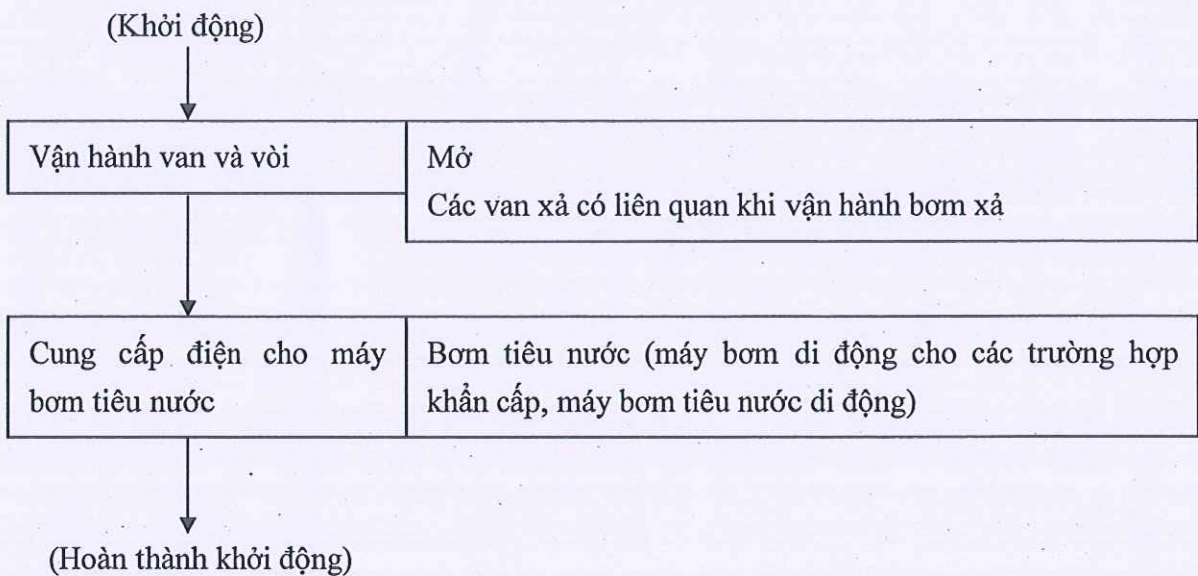 (Khởi động)
Vận hành van và vòi
Mở
Các van xả có liên quan khi vận hành bơm xả
Cung cấp điện cho máy
bơm tiêu nước
Bơm tiêu nước (máy bơm di động cho các trường hợp
khẩn cấp, máy bơm tiêu nước di động)
(Hoàn thành khởi động)